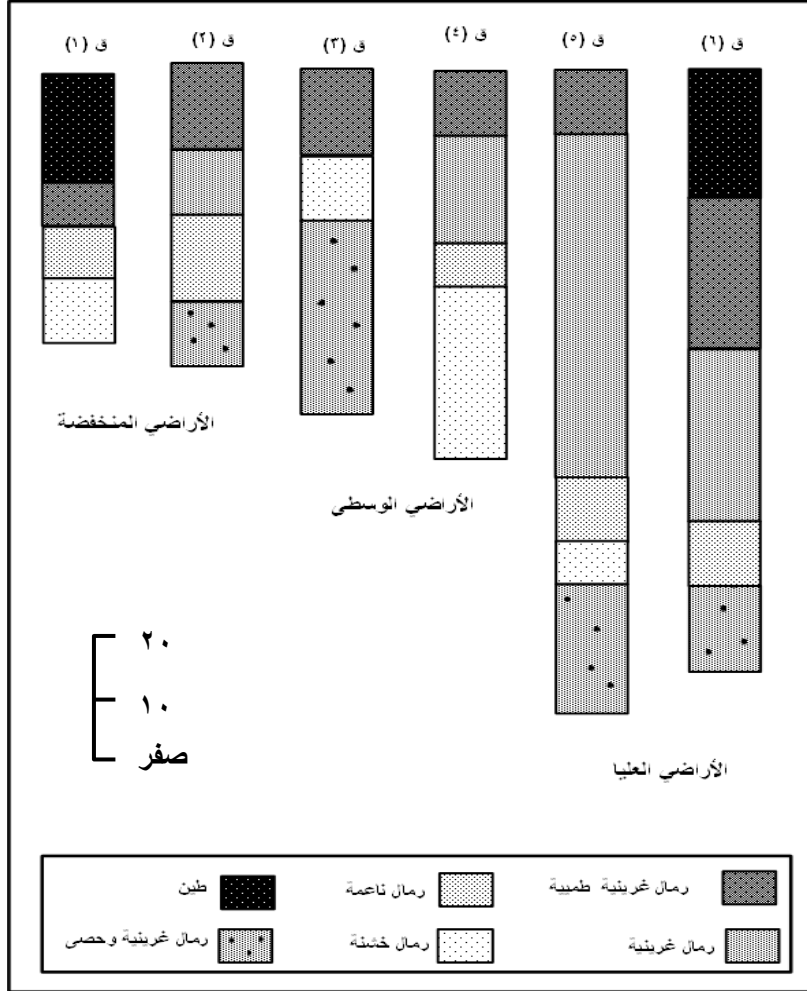 ق (١)
ق (٢)
ق (٣)
ق (٤)
ق (٥)
ق (٦)
الأراضي المنخفضة
الأراضي الوسطى
الأراضي العليا
٢٠
١٠
صفر
رمال غرينية طميية
رمال ناعمة
طين
رمال غرينية
رمال خشنة
رمال غرينية وحصى